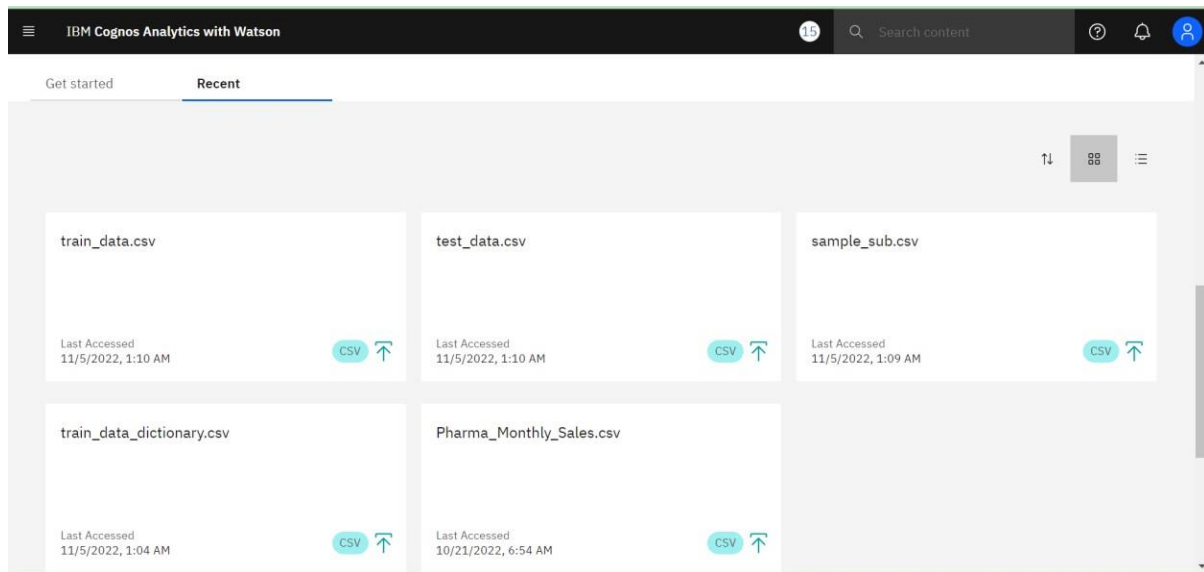 IBM Cognos Analytics with Watson
15
Search content
Get started
Recent
train_data.csv
Last Accessed
11/5/2022, 1:10 AM
CSV
test_data.csv
Last Accessed
11/5/2022, 1:10 AM
CSV
sample_sub.csv
Last Accessed
11/5/2022, 1:09 AM
CSV
train_data_dictionary.csv
Last Accessed
11/5/2022, 1:04 AM
CSV
Pharma_Monthly_Sales.csv
Last Accessed
10/21/2022, 6:54 AM
CSV